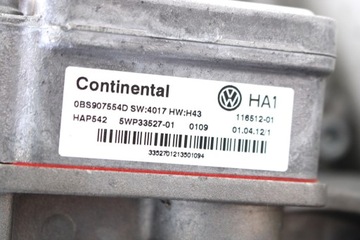 Continental HA1
0BS907554D SW:4017 HW:H43 116512-01
HAP542 5WP33527-01 0109 01.04.12/1
3352701213501094